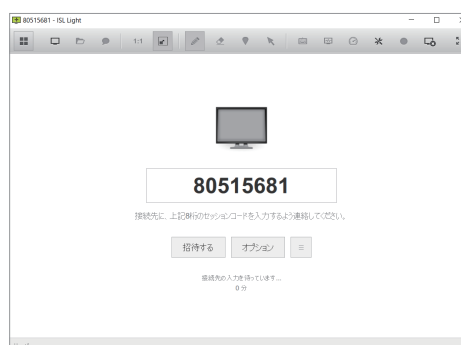 80515681 - ISL Light
1:1
80515681
接続先に、上記8桁のセッションコードを入力するよう連絡してください。
招待する
オプション
接続先の入力を待っています...
0 分